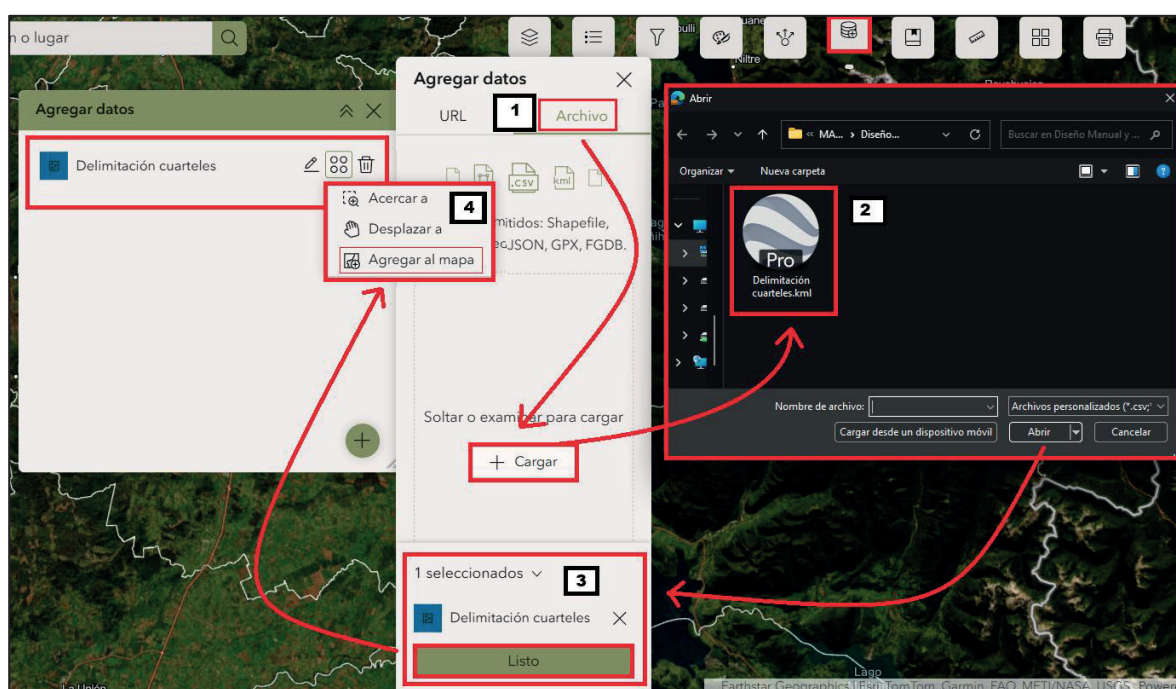 n o lugar
Niltre
Agregar datos
URL
1
Archivo
.csv
kml
mitidos: Shapefile,
JSON, GPX, FGDB.
Soltar o examinar para cargar
+ Cargar
1 seleccionados
3
Delimitación cuarteles
Listo
Agregar datos
Delimitación cuarteles
Acercar a
4
Desplazar a
Agregar al mapa
+
Abrir
MA... › Diseño...
Buscar en Diseño Manual y ...
Organizar
Nueva carpeta
2
Pro
Delimitación
cuarteles.kml
Nombre de archivo:
Archivos personalizados (*.csv;*
Cargar desde un dispositivo móvil
Abrir
Cancelar
La Unión
Lago
Earthstar Geographics | Esri, TomTom, Garmin, FAO, METI/NASA, USGS, Power